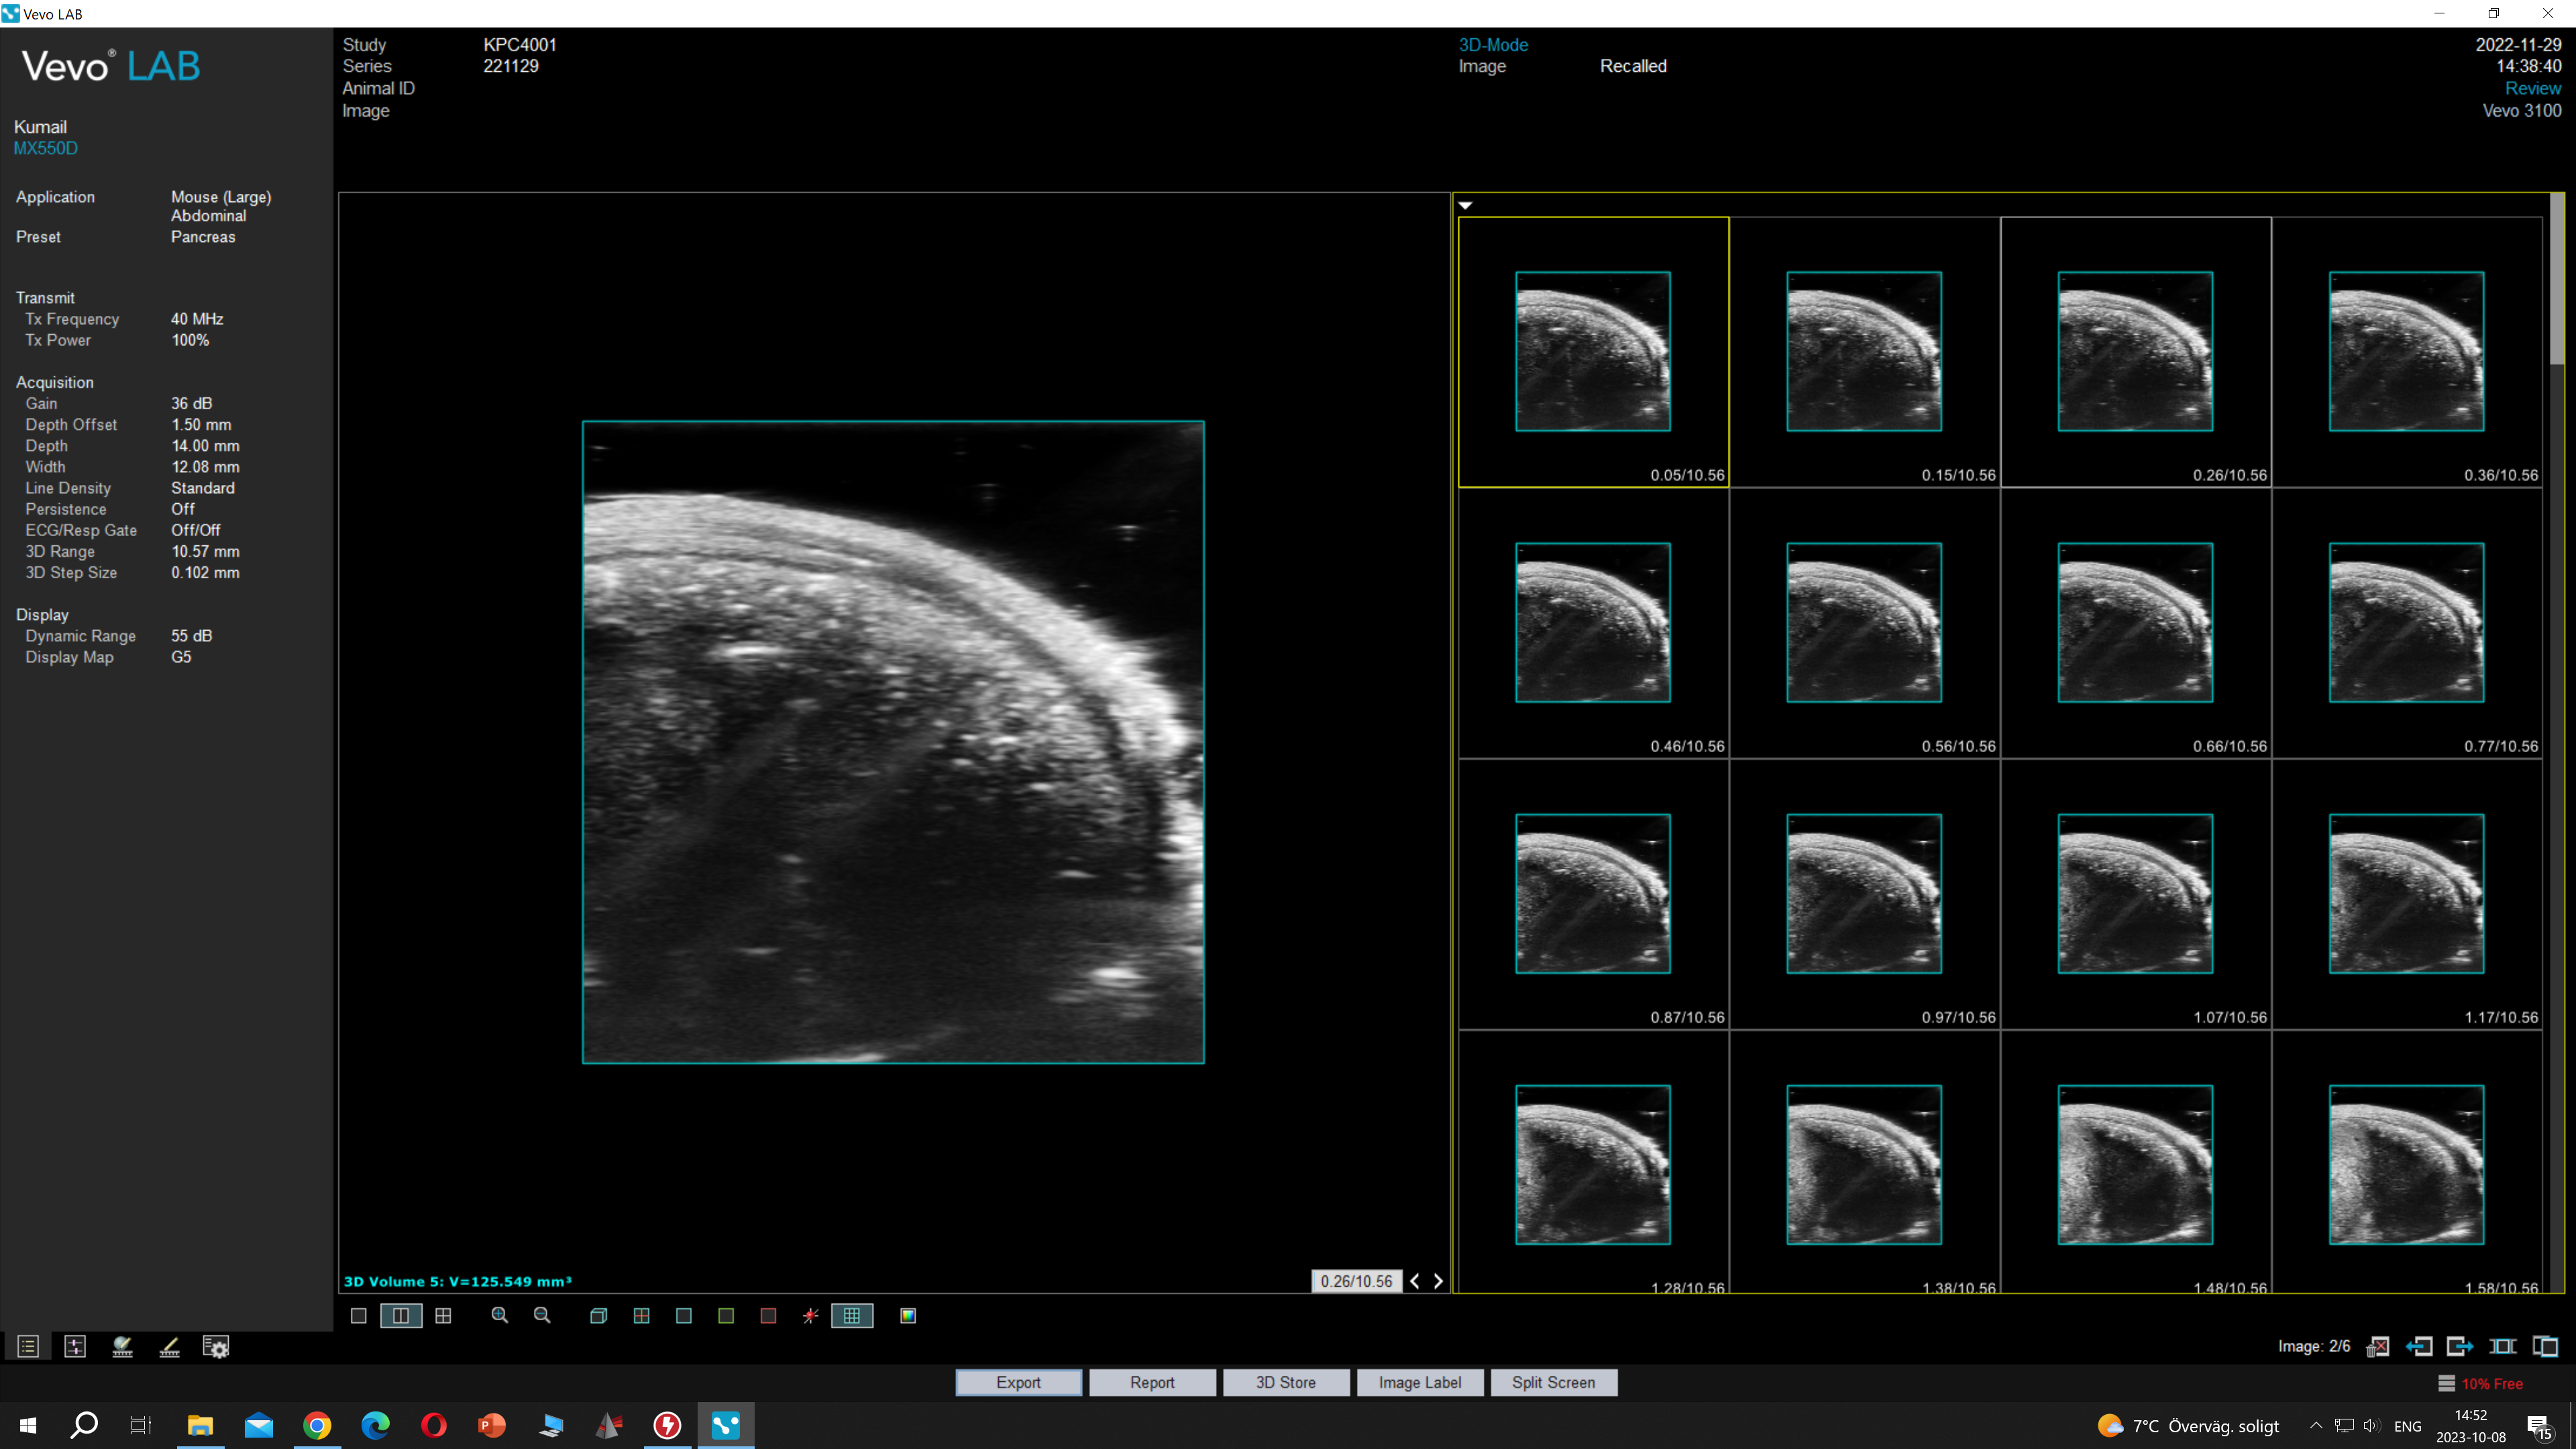 Vevo LAB
Vevo® LAB
Kumail
MX550D
Application Mouse (Large)
Abdominal
Preset Pancreas
Transmit
Tx Frequency 40 MHz
Tx Power 100%
Acquisition
Gain 36 dB
Depth Offset 1.50 mm
Depth 14.00 mm
Width 12.08 mm
Line Density Standard
Persistence Off
ECG/Resp Gate Off/Off
3D Range 10.57 mm
3D Step Size 0.102 mm
Display
Dynamic Range 55 dB
Display Map G5
Study KPC4001
Series 221129
Animal ID
Image
3D-Mode
Image Recalled
2022-11-29
14:38:40
Review
Vevo 3100
0.05/10.56 0.15/10.56 0.26/10.56 0.36/10.56
0.46/10.56 0.56/10.56 0.66/10.56 0.77/10.56
0.87/10.56 0.97/10.56 1.07/10.56 1.17/10.56
1.28/10.56 1.38/10.56 1.48/10.56 1.58/10.56
3D Volume 5: V=125.549 mm³
0.26/10.56
Image: 2/6
Export Report 3D Store Image Label Split Screen
10% Free
7°C Överväg. soligt
ENG
14:52
2023-10-08
15